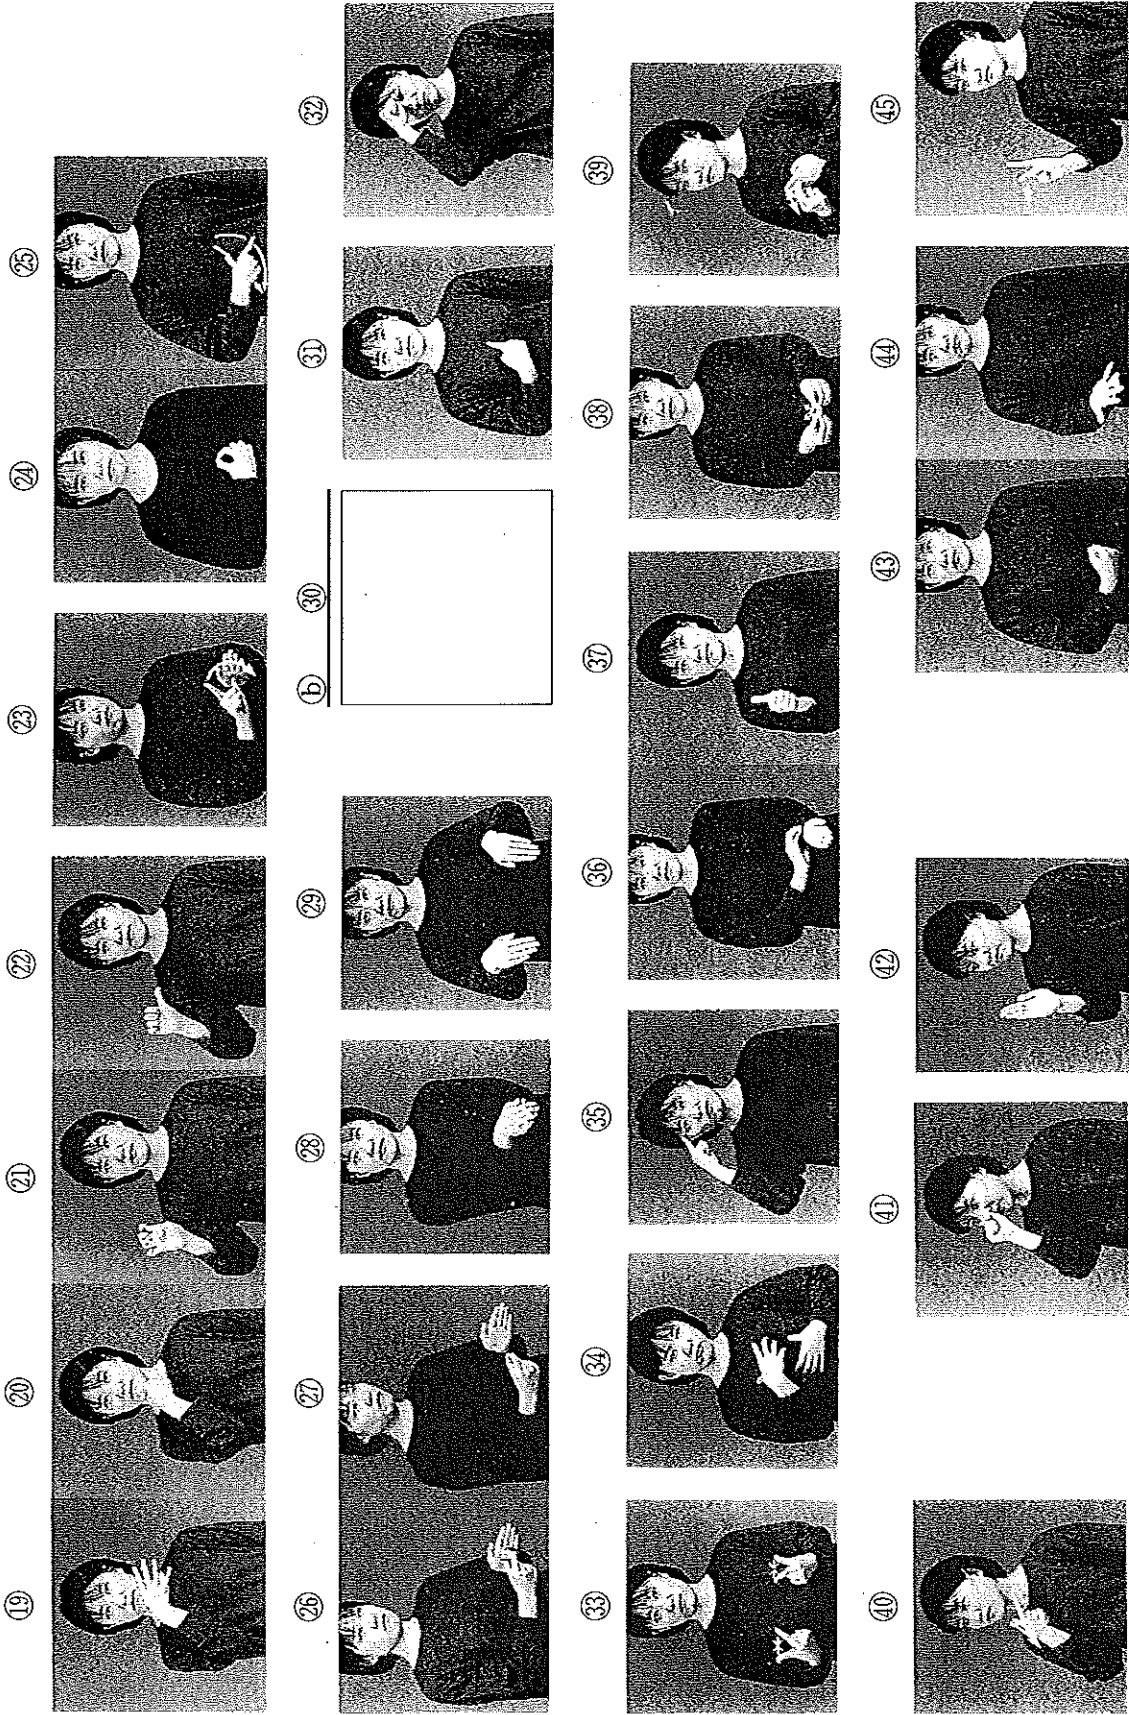 ⑲ ⑳ ㉑ ㉒ ㉓ ㉔ ㉕
㉖ ㉗ ㉘ ㉙ ⓑ ㉚ ㉛ ㉜
㉝ ㉞ ㉟ ㊱ ㊲ ㊳ ㊴
㊵ ㊶ ㊷ ㊸ ㊹ ㊺